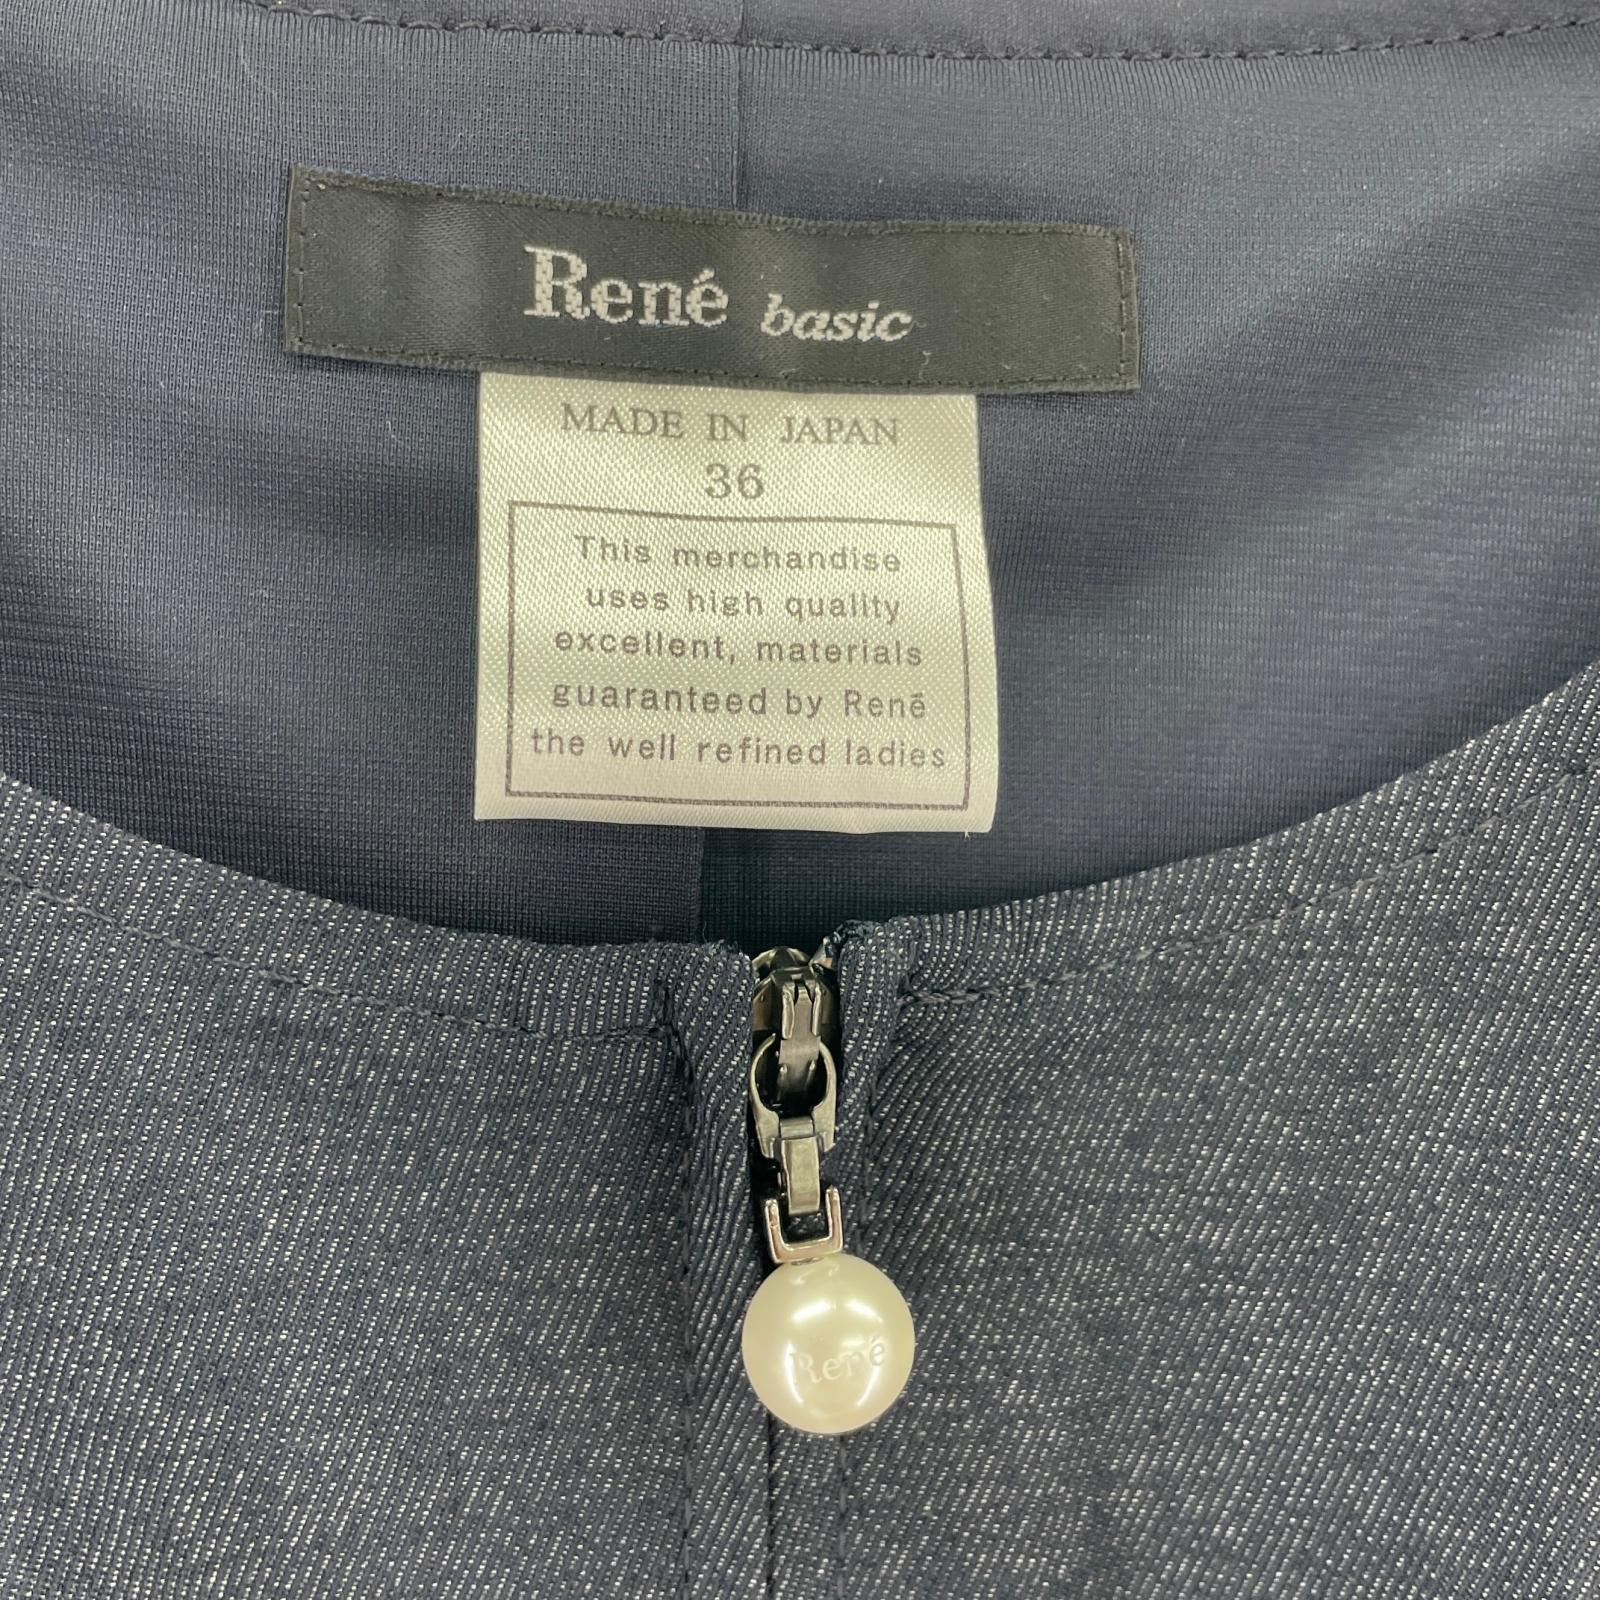 René basic
MADE IN JAPAN
36
This merchandise
uses high quality
excellent, materials
guaranteed by René
the well refined ladies
René